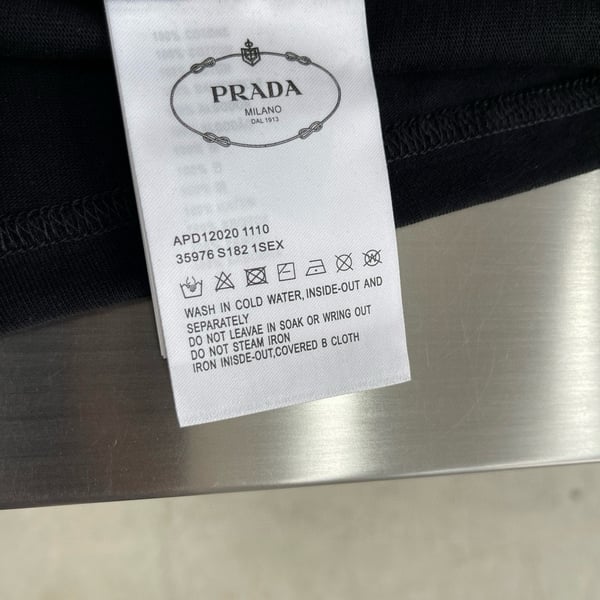 PRADA
MILANO
DAL 1913
APD12020 1110
35976 S182 1SEX
WASH IN COLD WATER, INSIDE-OUT AND
SEPARATELY
DO NOT LEAVAE IN SOAK OR WRING OUT
DO NOT STEAM IRON
IRON INISDE-OUT,COVERED B CLOTH